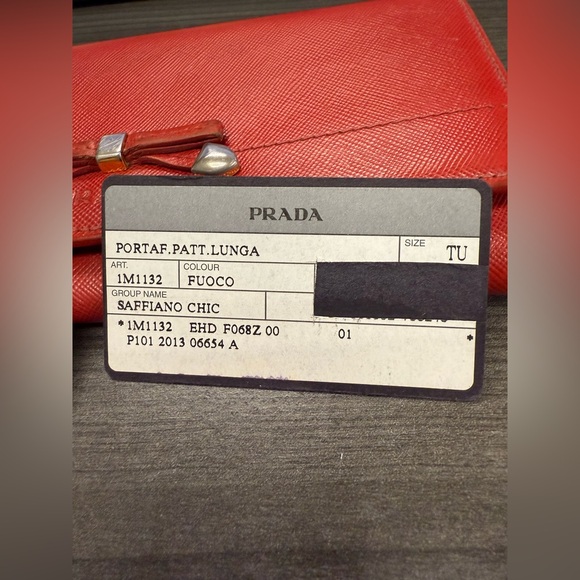 PRADA
PORTAF.PATT.LUNGA
SIZE
TU
ART.
1M1132
COLOUR
FUOCO
GROUP NAME
SAFFIANO CHIC
*1M1132 EHD F068Z 00 01 *
P101 2013 06654 A